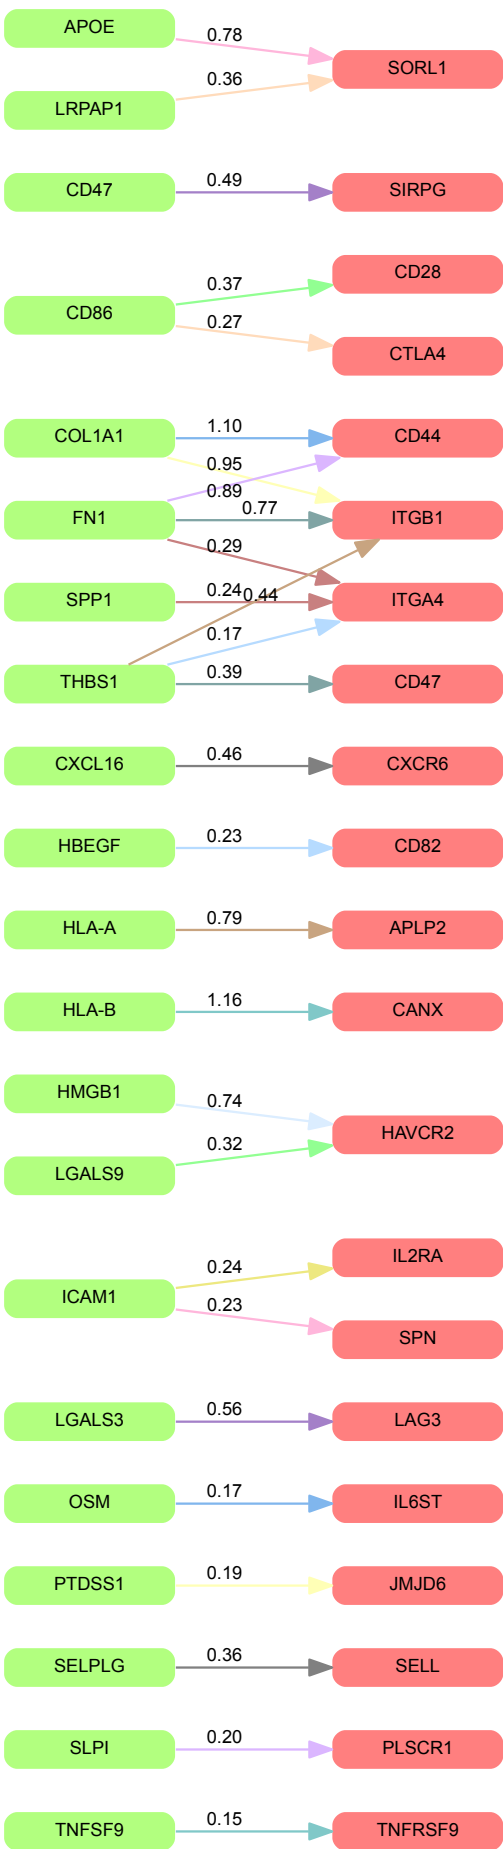 APOE
0.78
SORL1
0.36
LRPAP1
CD47
0.49
SIRPG
CD28
0.37
CD86
0.27
CTLA4
COL1A1
1.10
CD44
0.95
0.89
FN1
0.77
ITGB1
0.29
SPP1
0.24
0.44
ITGA4
0.17
THBS1
0.39
CD47
CXCL16
0.46
CXCR6
HBEGF
0.23
CD82
HLA-A
0.79
APLP2
HLA-B
1.16
CANX
HMGB1
0.74
HAVCR2
0.32
LGALS9
IL2RA
0.24
ICAM1
0.23
SPN
LGALS3
0.56
LAG3
OSM
0.17
IL6ST
PTDSS1
0.19
JMJD6
SELPLG
0.36
SELL
SLPI
0.20
PLSCR1
TNFSF9
0.15
TNFRSF9